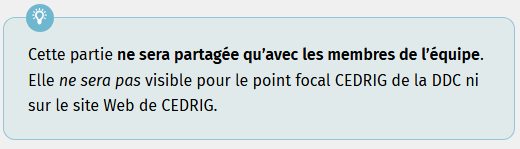 Cette partie ne sera partagée qu’avec les membres de l’équipe.
Elle ne sera pas visible pour le point focal CEDRIG de la DDC ni
sur le site Web de CEDRIG.